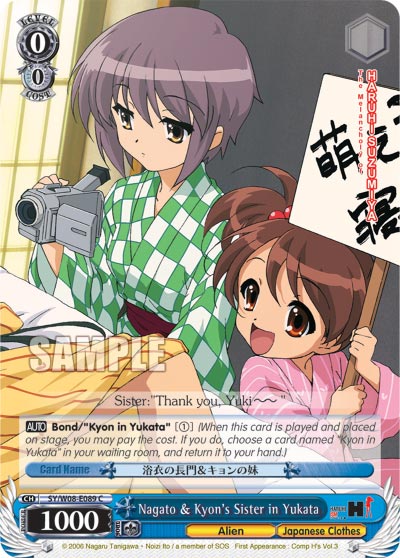 LEVEL
0
0
COST
The Melancholy of
HARUHI SUZUMIYA
萌え
寝
SAMPLE
Sister:"Thank you, Yuki～～ "
AUTO Bond/"Kyon in Yukata" [①] (When this card is played and placed
on stage, you may pay the cost. If you do, choose a card named "Kyon in
Yukata" in your waiting room, and return it to your hand.)
Card Name
浴衣の長門&キョンの妹
CH SY/W08-E089 C
POWER 1000
SOUL
Nagato & Kyon's Sister in Yukata
Alien
Japanese Clothes
© 2006 Nagaru Tanigawa・Noizi Ito / a member of SOS First Appearance : Comp H's Vol.3